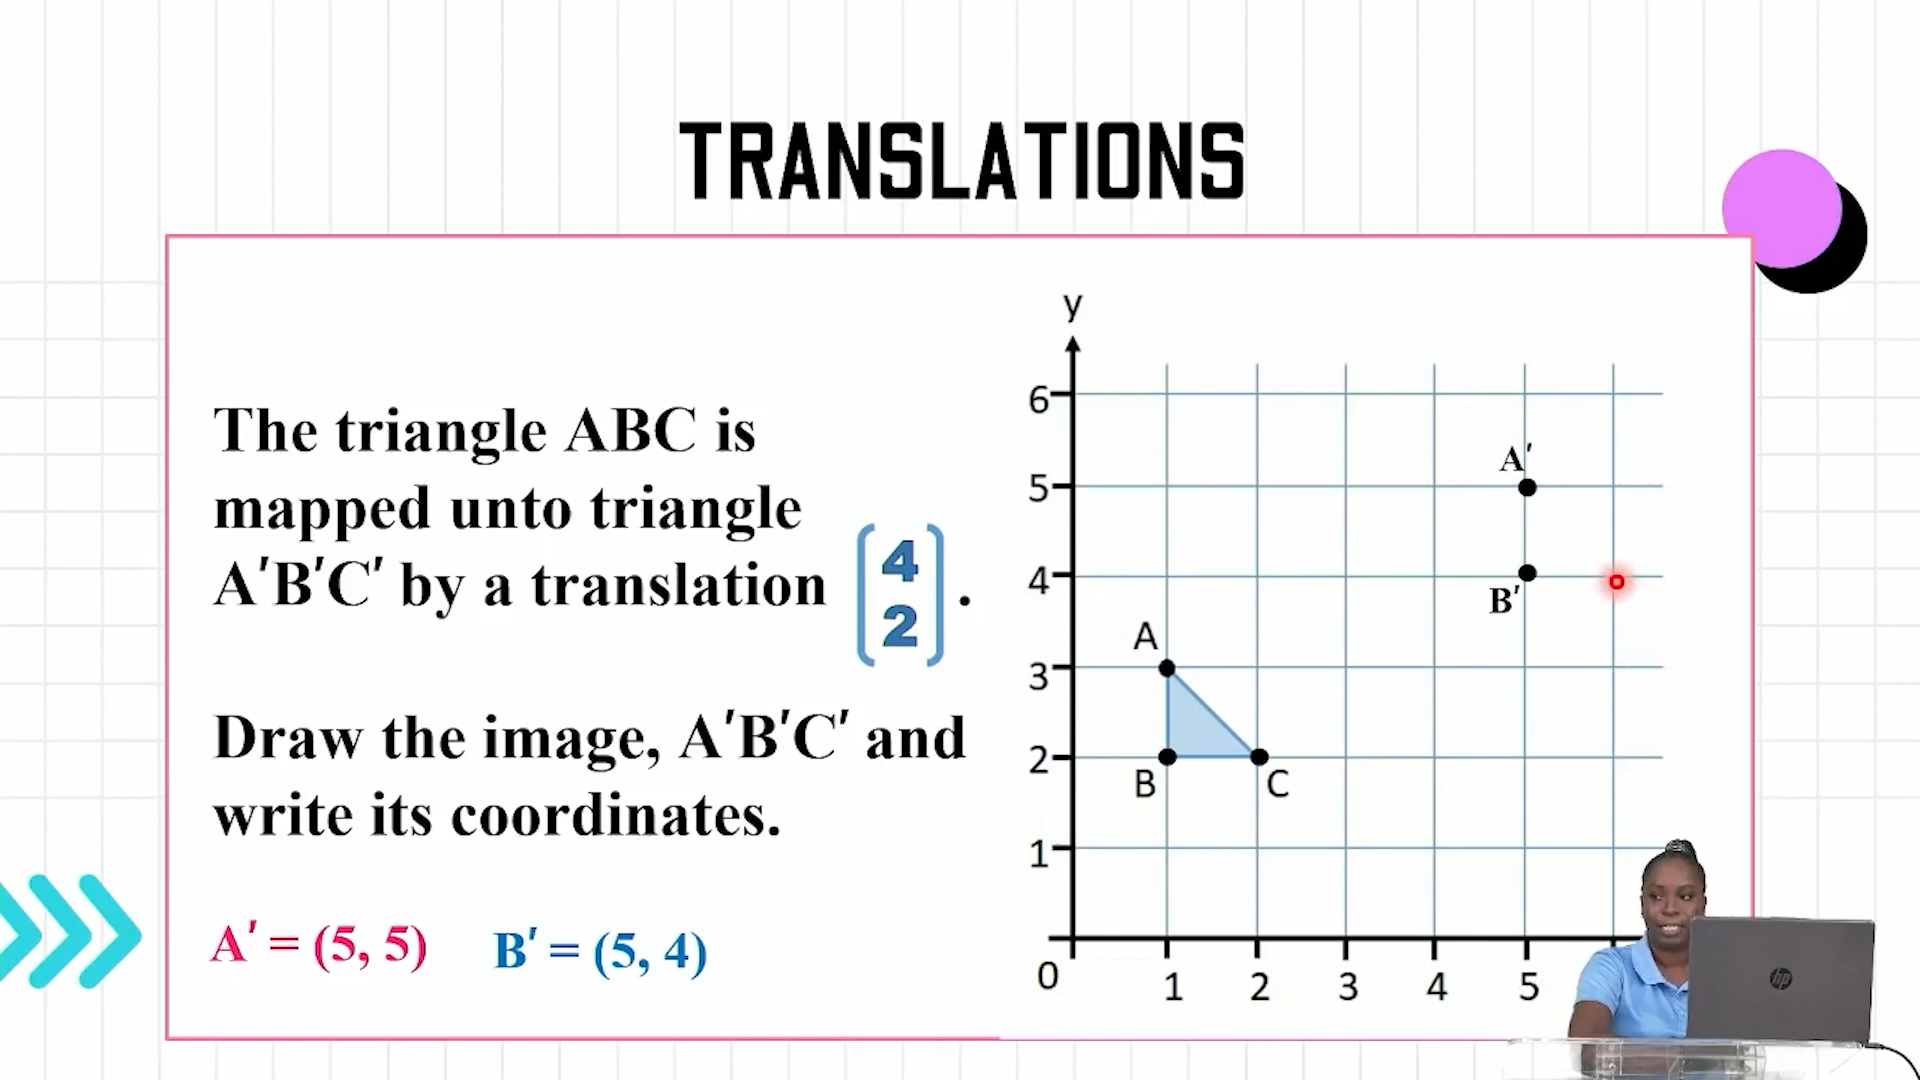 TRANSLATIONS
The triangle ABC is
mapped unto triangle
A′B′C′ by a translation
4
2
.
Draw the image, A′B′C′ and
write its coordinates.
A′ = (5, 5) B′ = (5, 4)
y
6
5
4
3
2
1
0
1 2 3 4 5
A′
B′
A
B
C
hp